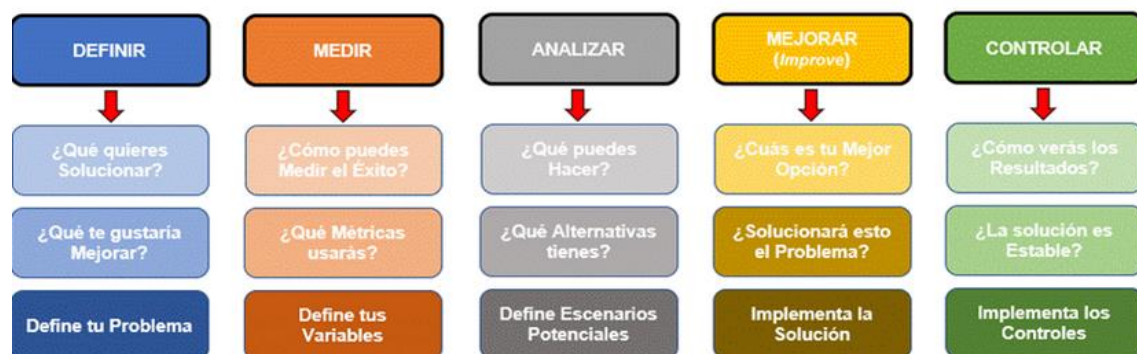 DEFINIR
¿Qué quieres
Solucionar?
¿Qué te gustaría
Mejorar?
Define tu Problema
MEDIR
¿Cómo puedes
Medir el Éxito?
¿Qué Métricas
usarás?
Define tus
Variables
ANALIZAR
¿Qué puedes
Hacer?
¿Qué Alternativas
tienes?
Define Escenarios
Potenciales
MEJORAR
(Improve)
¿Cuás es tu Mejor
Opción?
¿Solucionará esto
el Problema?
Implementa la
Solución
CONTROLAR
¿Cómo verás los
Resultados?
¿La solución es
Estable?
Implementa los
Controles